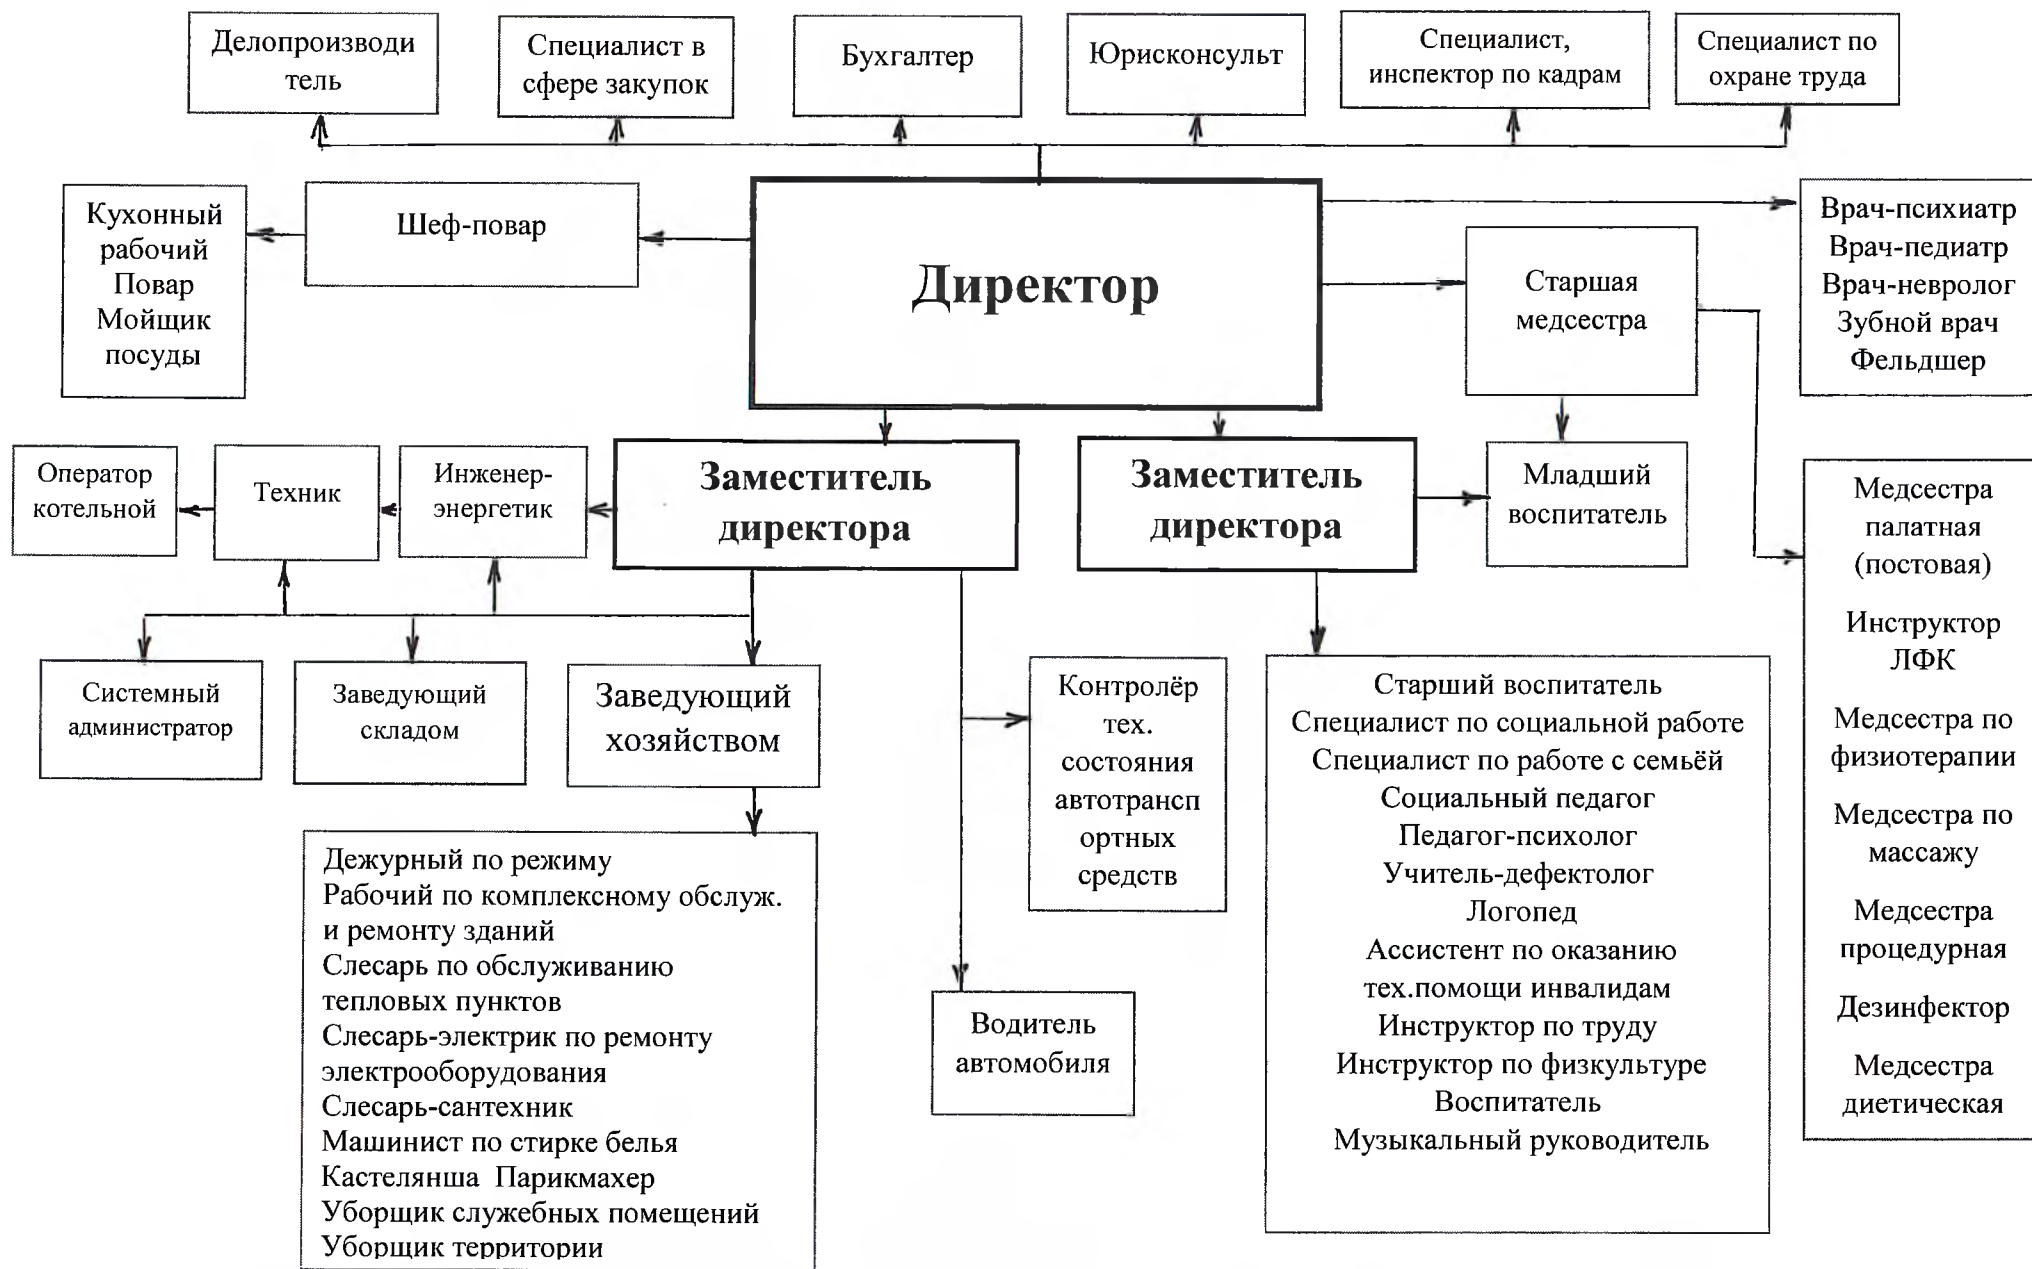 Делопроизводи
тель
Специалист в
сфере закупок
Бухгалтер
Юрисконсульт
Специалист,
инспектор по кадрам
Специалист по
охране труда
Кухонный
рабочий
Повар
Мойщик
посуды
Шеф-повар
Директор
Старшая
медсестра
Врач-психиатр
Врач-педиатр
Врач-невролог
Зубной врач
Фельдшер
Оператор
котельной
Техник
Инженер-
энергетик
Заместитель
директора
Заместитель
директора
Младший
воспитатель
Медсестра
палатная
(постовая)
Инструктор
ЛФК
Медсестра по
физиотерапии
Медсестра по
массажу
Медсестра
процедурная
Дезинфектор
Медсестра
диетическая
Системный
администратор
Заведующий
складом
Заведующий
хозяйством
Контролёр
тех.
состояния
автотрансп
ортных
средств
Старший воспитатель
Специалист по социальной работе
Специалист по работе с семьёй
Социальный педагог
Педагог-психолог
Учитель-дефектолог
Логопед
Ассистент по оказанию
тех.помощи инвалидам
Инструктор по труду
Инструктор по физкультуре
Воспитатель
Музыкальный руководитель
Дежурный по режиму
Рабочий по комплексному обслуж.
и ремонту зданий
Слесарь по обслуживанию
тепловых пунктов
Слесарь-электрик по ремонту
электрооборудования
Слесарь-сантехник
Машинист по стирке белья
Кастелянша Парикмахер
Уборщик служебных помещений
Уборщик территории
Водитель
автомобиля